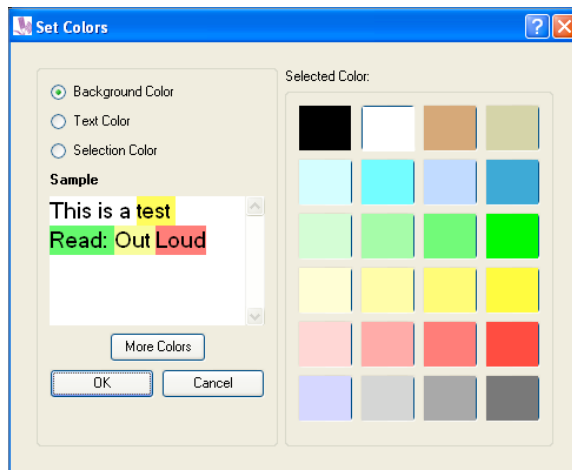 Set Colors
Background Color
Text Color
Selection Color
Sample
This is a test
Read: Out Loud
More Colors
OK
Cancel
Selected Color: